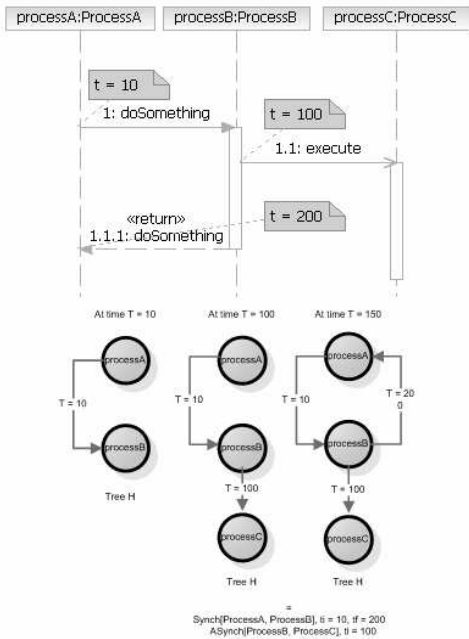 processA:ProcessA processB:ProcessB processC:ProcessC
t = 10
1: doSomething
t = 100
1.1: execute
«return»
t = 200
1.1.1: doSomething
At time T = 10 At time T = 100 At time T = 150
processA processA processA
T = 10 T = 10 T = 10 T = 20
0
processB processB processB
T = 100 T = 100
Tree H
processC processC
Tree H Tree H
=
Synch[ProcessA, ProcessB], ti = 10, tf = 200
ASynch[ProcessB, ProcessC], ti = 100